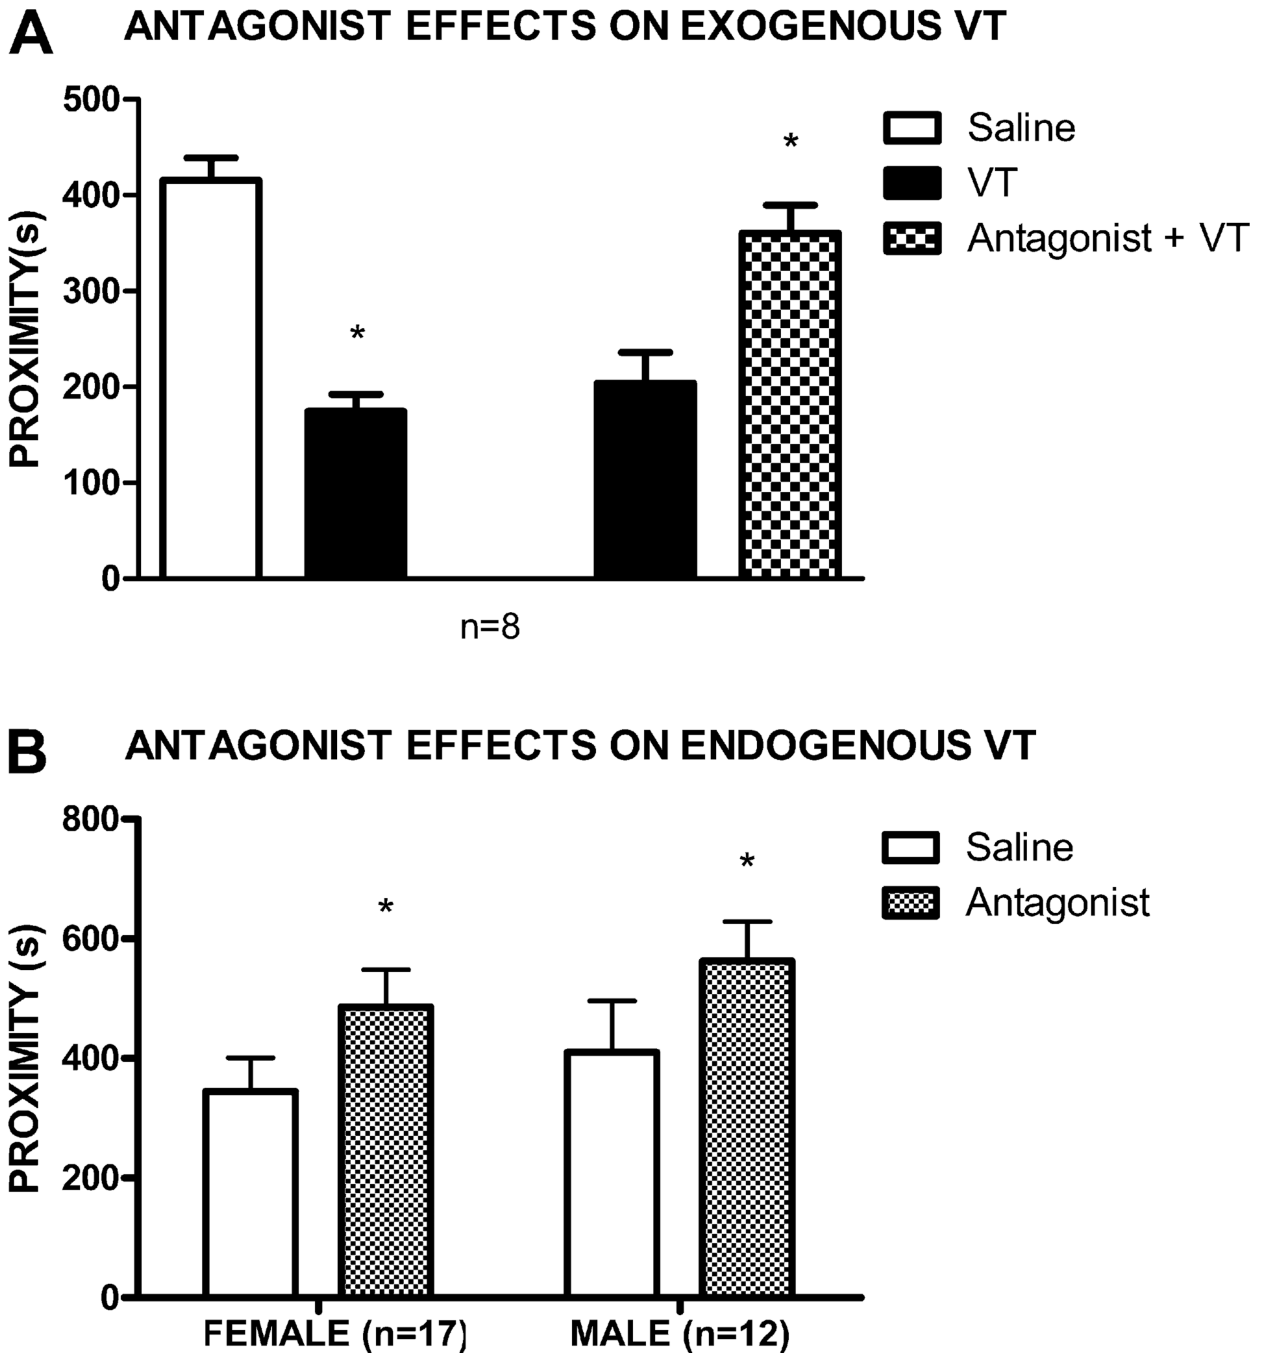 A ANTAGONIST EFFECTS ON EXOGENOUS VT
PROXIMITY(s)
500
400
300
200
100
0
*
*
Saline
VT
Antagonist + VT
n=8
B ANTAGONIST EFFECTS ON ENDOGENOUS VT
PROXIMITY (s)
800
600
400
200
0
*
*
Saline
Antagonist
FEMALE (n=17) MALE (n=12)